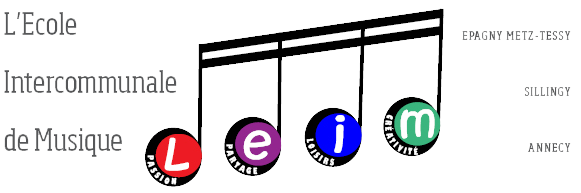 L'Ecole
Intercommunale
de Musique
L
PASSION
e
PARTAGE
i
LOISIRS
m
CRÉATIVITÉ
EPAGNY METZ-TESSY
SILLINGY
ANNECY